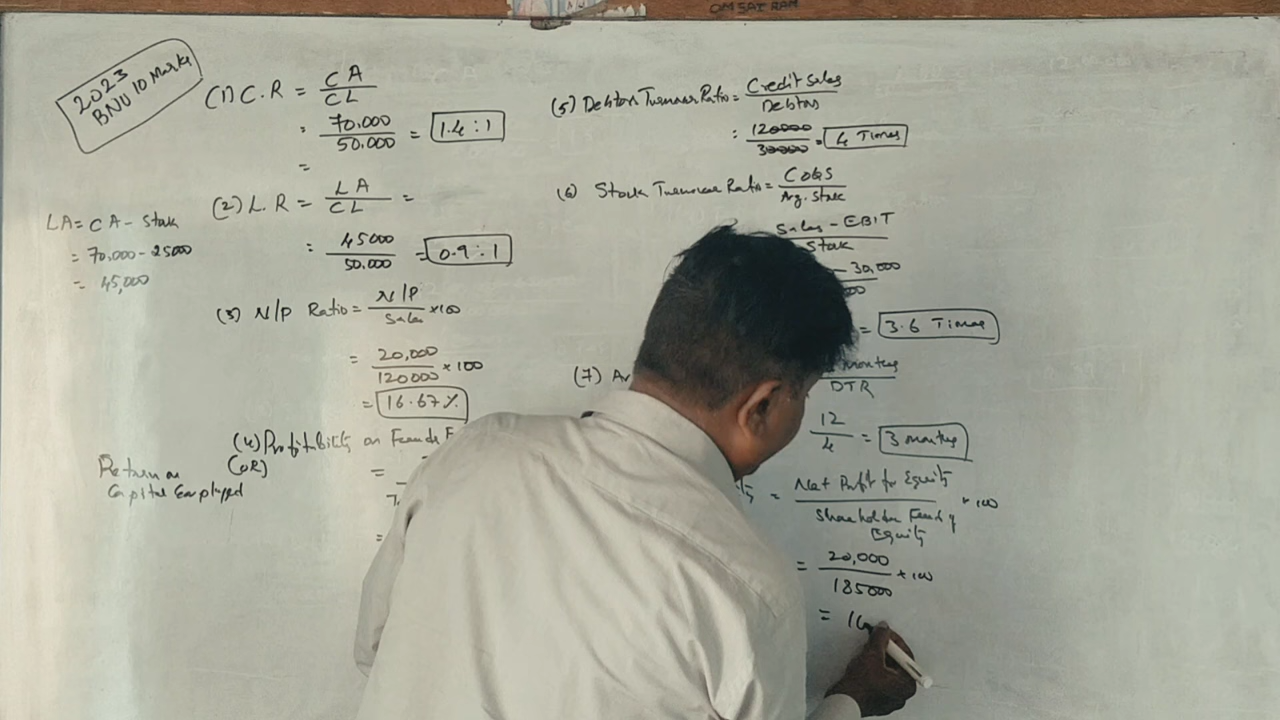 OM SAI RAM
2023
BNU 10 Marks
(1) C.R = CA / CL
= 70,000 / 50,000 = 1.4 : 1
=
(2) L.R = LA / CL =
= 45000 / 50,000 = 0.9 : 1
LA = CA - Stock
= 70,000 - 25000
= 45,000
(3) N/P Ratio = N/P / Sales × 100
= 20,000 / 120000 × 100
= 16.67 %
(4) Profitability on Funds
(OR)
Return on
Capital Employed
=
=
(5) Debtors Turnover Ratio = Credit Sales / Debtors
= 120000 / 30000 = 4 Times
(6) Stock Turnover Ratio = COGS / Avg. Stock
Sales - EBIT / Stock
- 30,000
= 3.6 Times
(7)
months / DTR
12 / 4 = 3 months
= Net Profit for Equity / Shareholder Fund × 100
Equity
= 20,000 / 185000 × 100
=